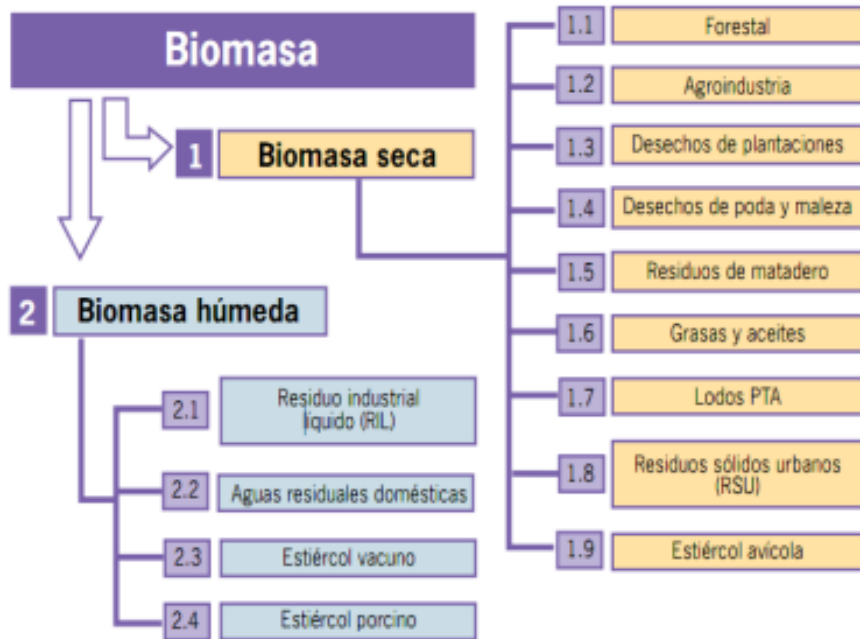 Biomasa
1 Biomasa seca
1.1 Forestal
1.2 Agroindustria
1.3 Desechos de plantaciones
1.4 Desechos de poda y maleza
1.5 Residuos de matadero
1.6 Grasas y aceites
1.7 Lodos PTA
1.8 Residuos sólidos urbanos
(RSU)
1.9 Estiércol avícola
2 Biomasa húmeda
2.1 Residuo industrial
líquido (RIL)
2.2 Aguas residuales domésticas
2.3 Estiércol vacuno
2.4 Estiércol porcino